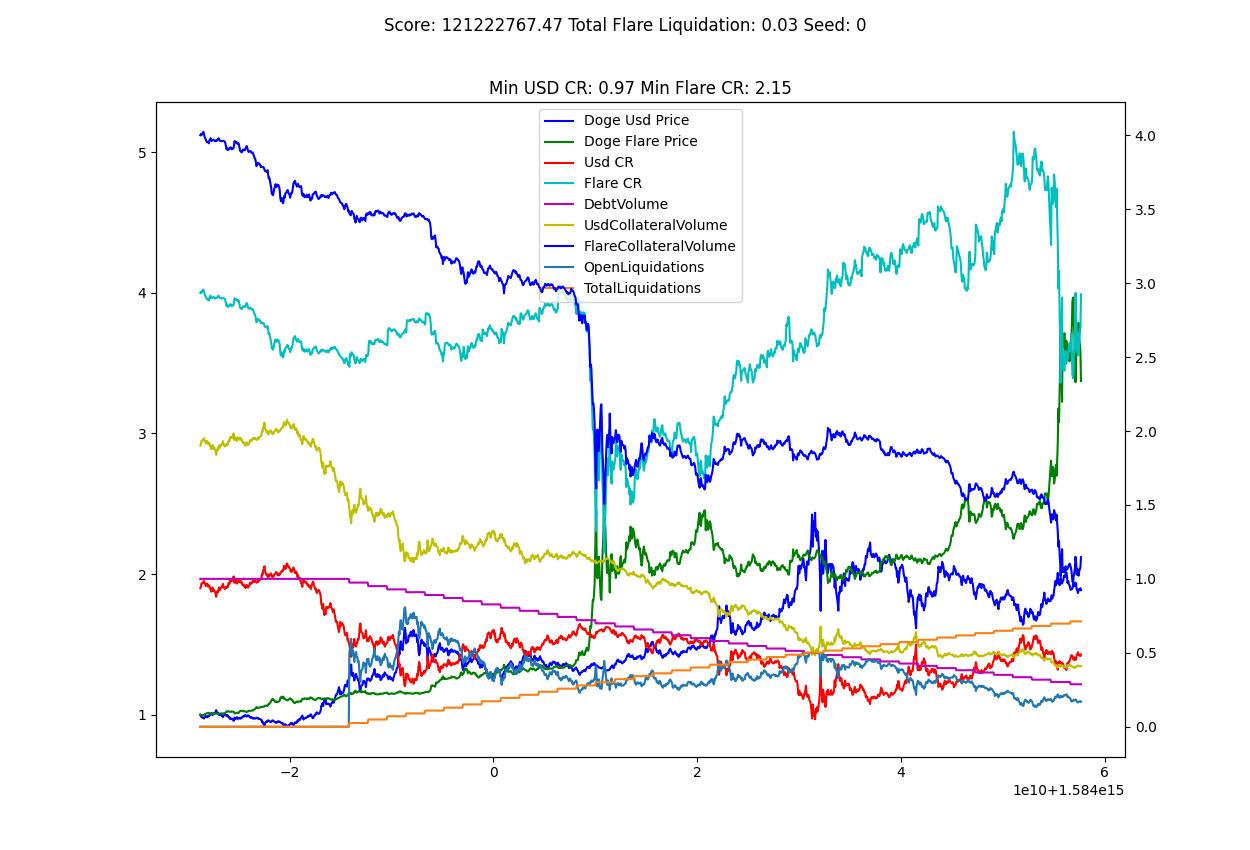 Score: 121222767.47 Total Flare Liquidation: 0.03 Seed: 0
Min USD CR: 0.97 Min Flare CR: 2.15
Doge Usd Price
Doge Flare Price
Usd CR
Flare CR
DebtVolume
UsdCollateralVolume
FlareCollateralVolume
OpenLiquidations
TotalLiquidations
5
4
3
2
1
4.0
3.5
3.0
2.5
2.0
1.5
1.0
0.5
0.0
−2
0
2
4
6
1e10+1.584e15